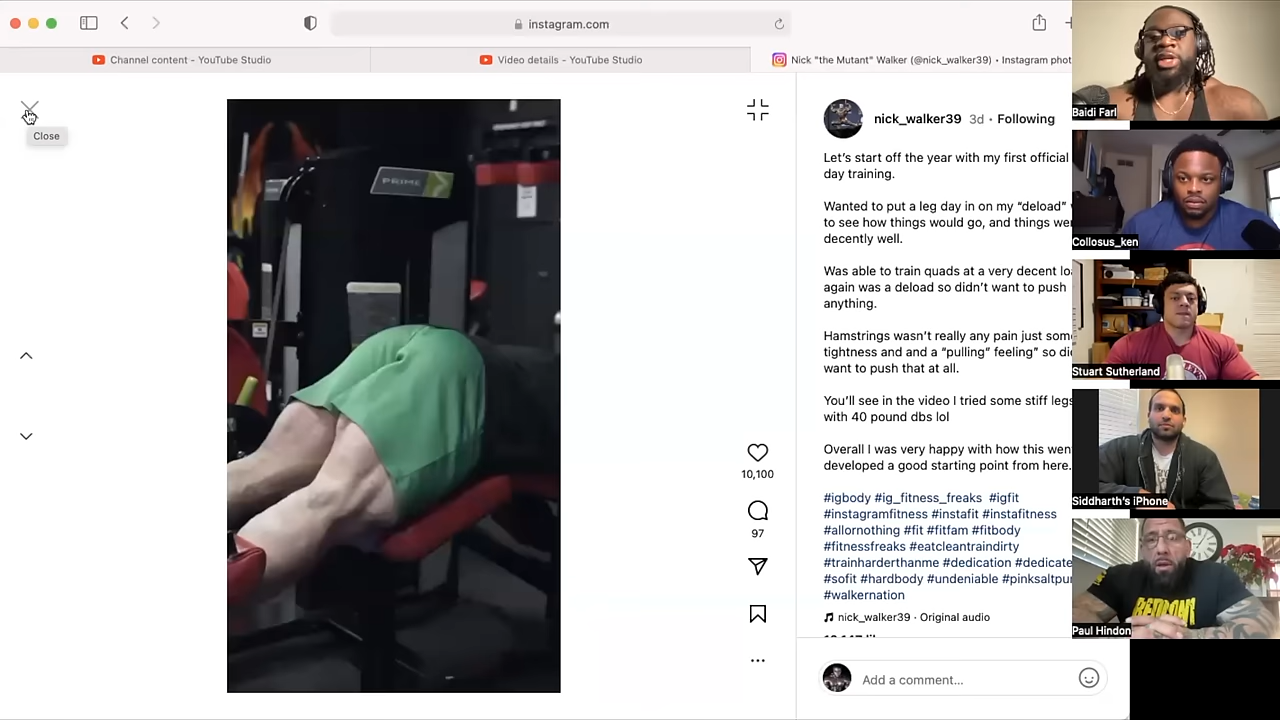 instagram.com
Channel content - YouTube Studio
Video details - YouTube Studio
Nick "the Mutant" Walker (@nick_walker39) • Instagram phot
Close
PRIME
nick_walker39 3d • Following
Let's start off the year with my first official
day training.
Wanted to put a leg day in on my “deload”
to see how things would go, and things we
decently well.
Was able to train quads at a very decent lo
again was a deload so didn't want to push
anything.
Hamstrings wasn't really any pain just som
tightness and and a “pulling” feeling” so di
want to push that at all.
You'll see in the video I tried some stiff legs
with 40 pound dbs lol
Overall I was very happy with how this wen
developed a good starting point from here.
#igbody #ig_fitness_freaks #igfit
#instagramfitness #instafit #instafitness
#allornothing #fit #fitfam #fitbody
#fitnessfreaks #eatcleantraindirty
#trainharderthanme #dedication #dedicate
#sofit #hardbody #undeniable #pinksaltpu
#walkernation
nick_walker39 · Original audio
10,100
97
Add a comment...
Baidi Farl
Collosus_ken
Stuart Sutherland
Siddharth's iPhone
Paul Hindon